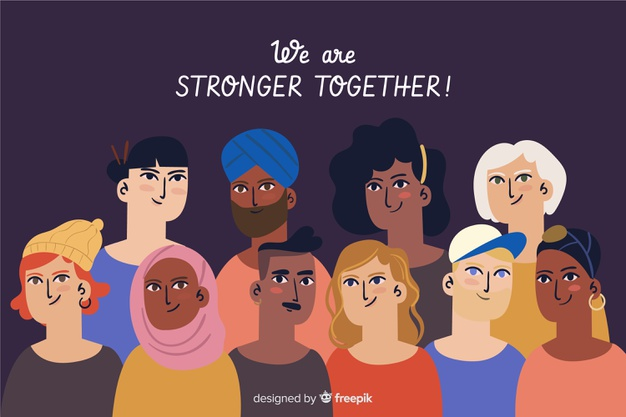 We are
STRONGER TOGETHER!
designed by freepik